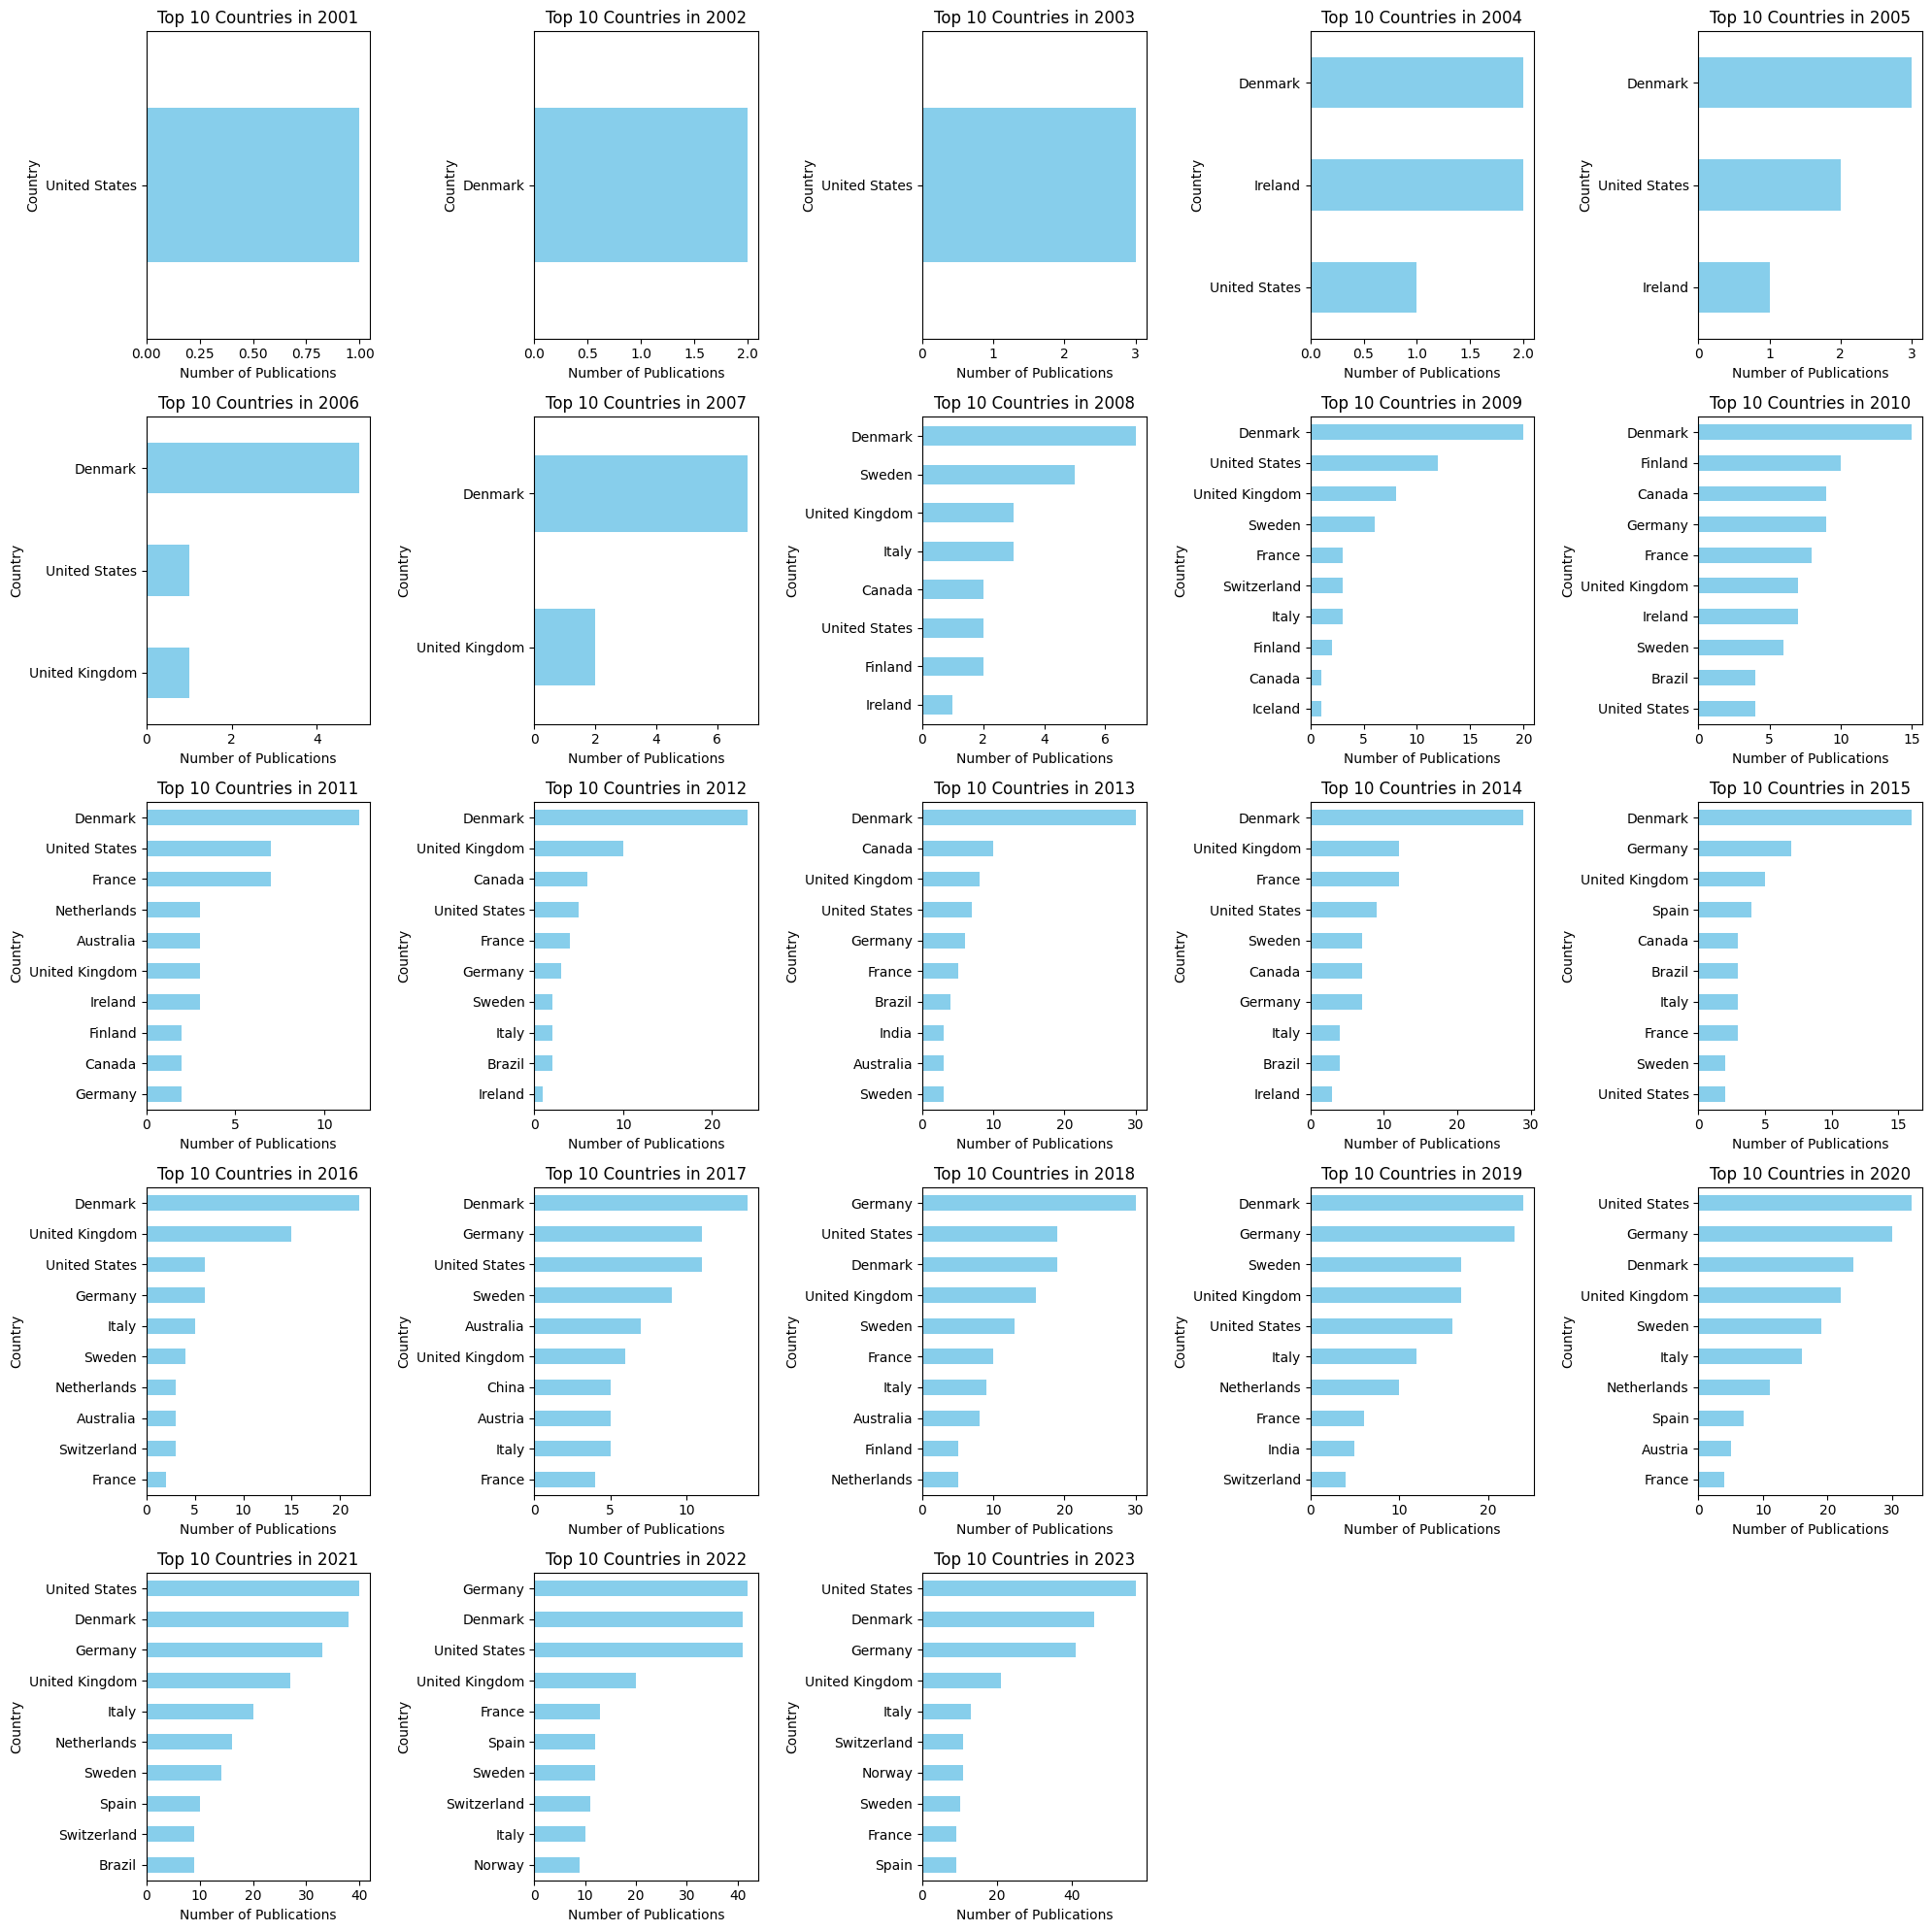 Top 10 Countries in 2001
Country
United States
0.00 0.25 0.50 0.75 1.00
Number of Publications
Top 10 Countries in 2002
Country
Denmark
0.0 0.5 1.0 1.5 2.0
Number of Publications
Top 10 Countries in 2003
Country
United States
0 1 2 3
Number of Publications
Top 10 Countries in 2004
Country
Denmark
Ireland
United States
0.0 0.5 1.0 1.5 2.0
Number of Publications
Top 10 Countries in 2005
Country
Denmark
United States
Ireland
0 1 2 3
Number of Publications
Top 10 Countries in 2006
Country
Denmark
United States
United Kingdom
0 2 4
Number of Publications
Top 10 Countries in 2007
Country
Denmark
United Kingdom
0 2 4 6
Number of Publications
Top 10 Countries in 2008
Country
Denmark
Sweden
United Kingdom
Italy
Canada
United States
Finland
Ireland
0 2 4 6
Number of Publications
Top 10 Countries in 2009
Country
Denmark
United States
United Kingdom
Sweden
France
Switzerland
Italy
Finland
Canada
Iceland
0 5 10 15 20
Number of Publications
Top 10 Countries in 2010
Country
Denmark
Finland
Canada
Germany
France
United Kingdom
Ireland
Sweden
Brazil
United States
0 5 10 15
Number of Publications
Top 10 Countries in 2011
Country
Denmark
United States
France
Netherlands
Australia
United Kingdom
Ireland
Finland
Canada
Germany
0 5 10
Number of Publications
Top 10 Countries in 2012
Country
Denmark
United Kingdom
Canada
United States
France
Germany
Sweden
Italy
Brazil
Ireland
0 10 20
Number of Publications
Top 10 Countries in 2013
Country
Denmark
Canada
United Kingdom
United States
Germany
France
Brazil
India
Australia
Sweden
0 10 20 30
Number of Publications
Top 10 Countries in 2014
Country
Denmark
United Kingdom
France
United States
Sweden
Canada
Germany
Italy
Brazil
Ireland
0 10 20 30
Number of Publications
Top 10 Countries in 2015
Country
Denmark
Germany
United Kingdom
Spain
Canada
Brazil
Italy
France
Sweden
United States
0 5 10 15
Number of Publications
Top 10 Countries in 2016
Country
Denmark
United Kingdom
United States
Germany
Italy
Sweden
Netherlands
Australia
Switzerland
France
0 5 10 15 20
Number of Publications
Top 10 Countries in 2017
Country
Denmark
Germany
United States
Sweden
Australia
United Kingdom
China
Austria
Italy
France
0 5 10
Number of Publications
Top 10 Countries in 2018
Country
Germany
United States
Denmark
United Kingdom
Sweden
France
Italy
Australia
Finland
Netherlands
0 10 20 30
Number of Publications
Top 10 Countries in 2019
Country
Denmark
Germany
Sweden
United Kingdom
United States
Italy
Netherlands
France
India
Switzerland
0 10 20
Number of Publications
Top 10 Countries in 2020
Country
United States
Germany
Denmark
United Kingdom
Sweden
Italy
Netherlands
Spain
Austria
France
0 10 20 30
Number of Publications
Top 10 Countries in 2021
Country
United States
Denmark
Germany
United Kingdom
Italy
Netherlands
Sweden
Spain
Switzerland
Brazil
0 10 20 30 40
Number of Publications
Top 10 Countries in 2022
Country
Germany
Denmark
United States
United Kingdom
France
Spain
Sweden
Switzerland
Italy
Norway
0 10 20 30 40
Number of Publications
Top 10 Countries in 2023
Country
United States
Denmark
Germany
United Kingdom
Italy
Switzerland
Norway
Sweden
France
Spain
0 20 40
Number of Publications